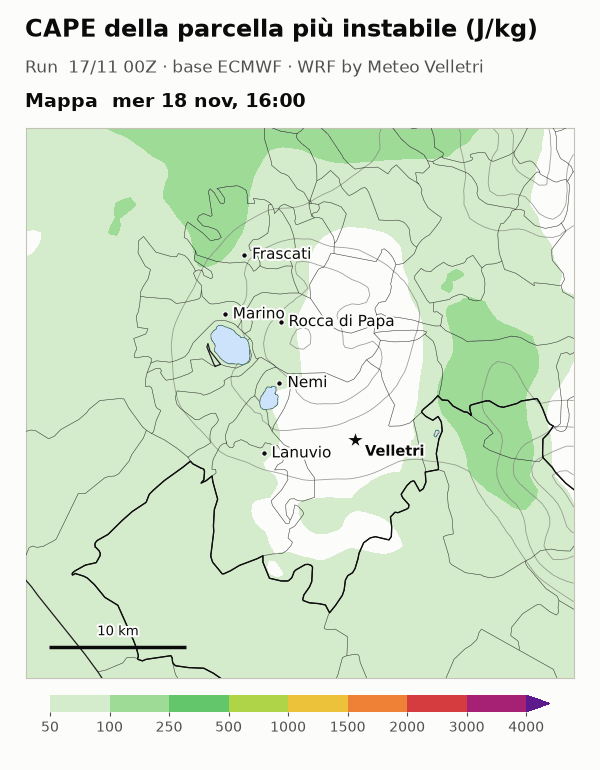 CAPE della parcella più instabile (J/kg)
Run  17/11 00Z · base ECMWF · WRF by Meteo Velletri
Mappa  mer 18 nov, 16:00
Frascati
Marino
Rocca di Papa
Nemi
Velletri
Lanuvio
10 km
50 100 250 500 1000 1500 2000 3000 4000